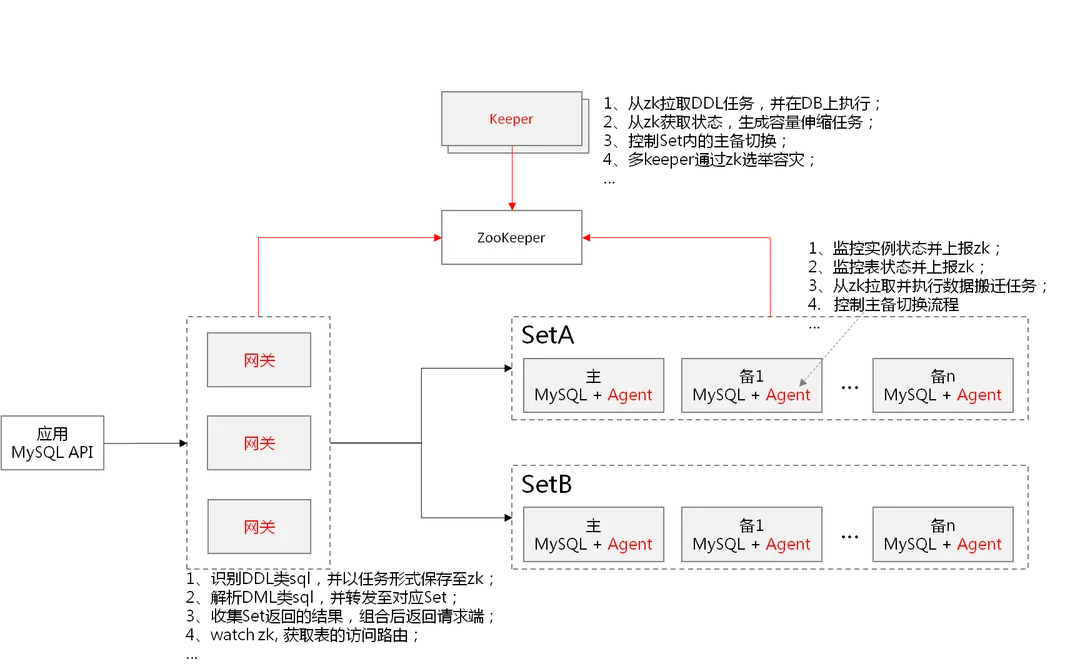 Keeper
1、从zk拉取DDL任务，并在DB上执行；
2、从zk获取状态，生成容量伸缩任务；
3、控制Set内的主备切换；
4、多keeper通过zk选举容灾；
...
ZooKeeper
1、监控实例状态并上报zk；
2、监控表状态并上报zk；
3、从zk拉取并执行数据搬迁任务；
4. 控制主备切换流程
...
应用
MySQL API
网关
网关
网关
SetA
主
MySQL + Agent
备1
MySQL + Agent
...
备n
MySQL + Agent
SetB
主
MySQL + Agent
备1
MySQL + Agent
...
备n
MySQL + Agent
1、识别DDL类sql，并以任务形式保存至zk；
2、解析DML类sql，并转发至对应Set；
3、收集Set返回的结果，组合后返回请求端；
4、watch zk, 获取表的访问路由；
...